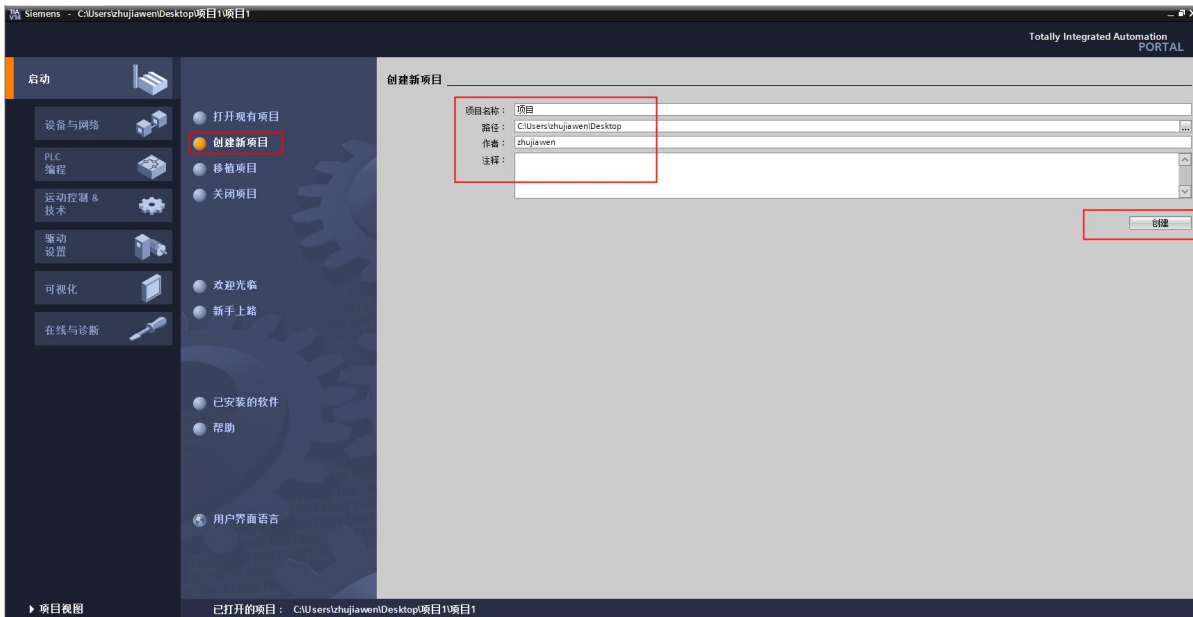 TIA V14 Siemens - C:\Users\zhujiawen\Desktop\项目1\项目1
Totally Integrated Automation
PORTAL
启动
设备与网络
PLC
编程
运动控制 &
技术
驱动
设置
可视化
在线与诊断
打开现有项目
创建新项目
移植项目
关闭项目
欢迎光临
新手上路
已安装的软件
帮助
用户界面语言
创建新项目
项目名称： 项目
路径： C:\Users\zhujiawen\Desktop
...
作者： zhujiawen
注释：
创建
项目视图
已打开的项目： C:\Users\zhujiawen\Desktop\项目1\项目1